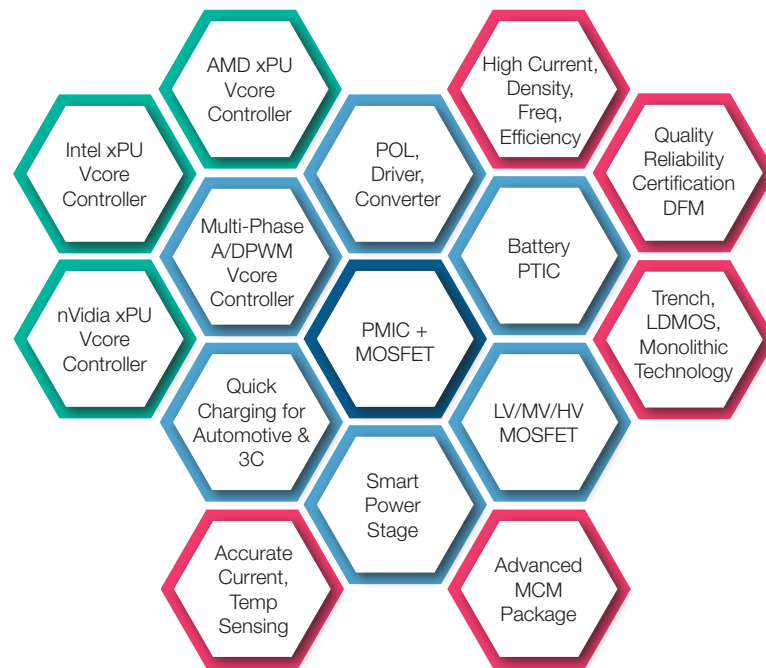 AMD xPU
Vcore
Controller
High Current,
Density,
Freq,
Efficiency
Intel xPU
Vcore
Controller
POL,
Driver,
Converter
Quality
Reliability
Certification
DFM
Multi-Phase
A/DPWM
Vcore
Controller
Battery
PTIC
nVidia xPU
Vcore
Controller
PMIC +
MOSFET
Trench,
LDMOS,
Monolithic
Technology
Quick
Charging for
Automotive &
3C
LV/MV/HV
MOSFET
Smart
Power
Stage
Accurate
Current,
Temp
Sensing
Advanced
MCM
Package